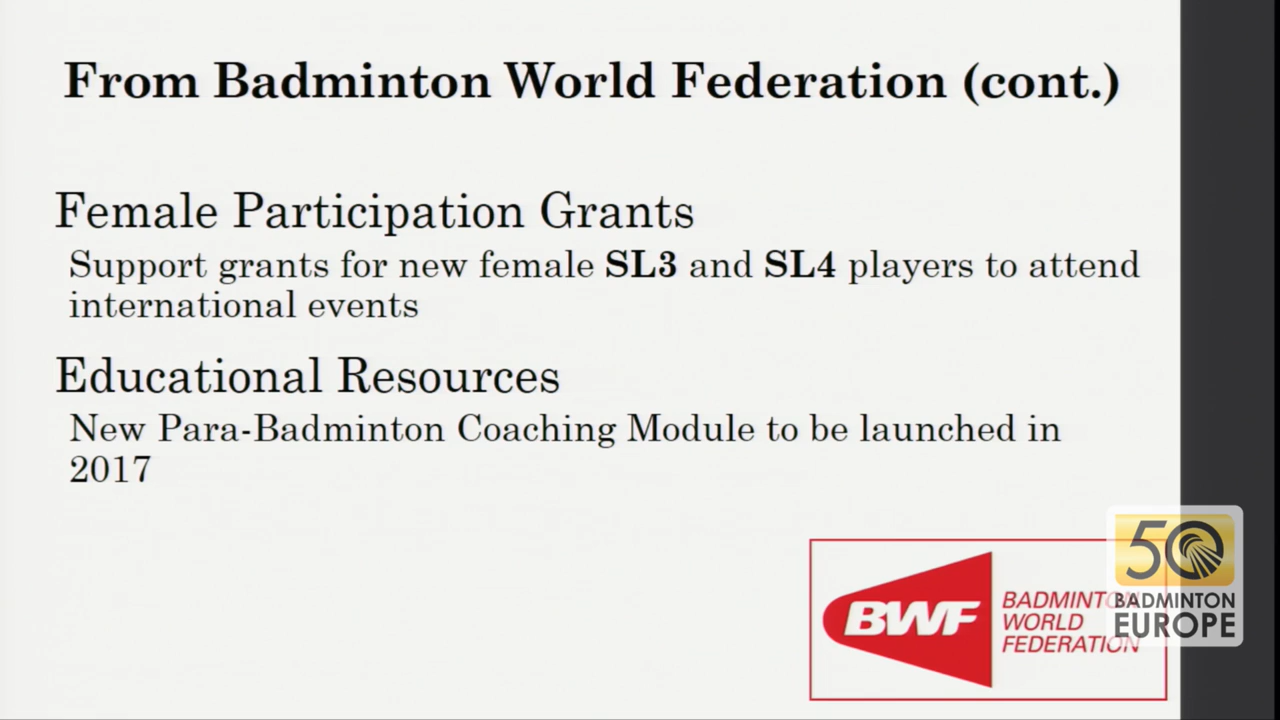 From Badminton World Federation (cont.)
Female Participation Grants
Support grants for new female SL3 and SL4 players to attend
international events
Educational Resources
New Para-Badminton Coaching Module to be launched in
2017
BWF
BADMINTON
WORLD
FEDERATION
50
BADMINTON
EUROPE